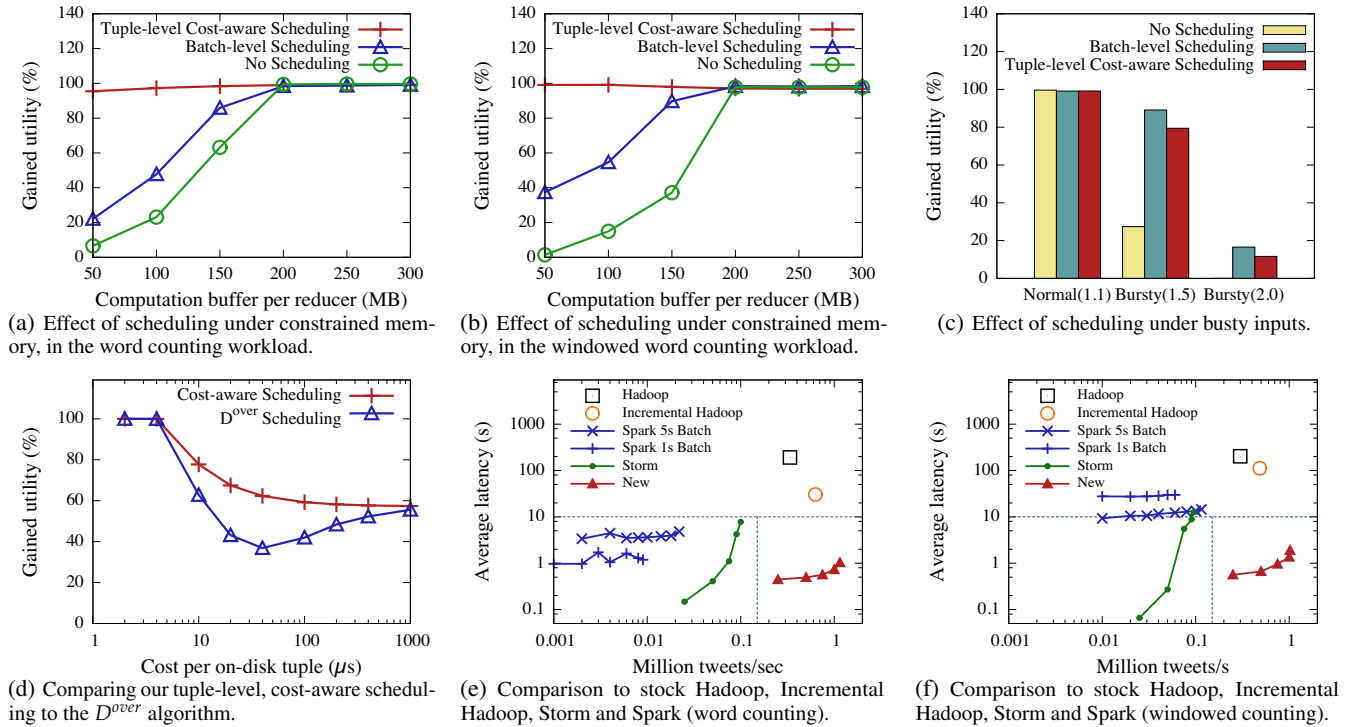 140
120
100
80
60
40
20
0
Gained utility (%)
Tuple-level Cost-aware Scheduling
Batch-level Scheduling
No Scheduling
50 100 150 200 250 300
Computation buffer per reducer (MB)
(a) Effect of scheduling under constrained mem-
ory, in the word counting workload.
140
120
100
80
60
40
20
0
Gained utility (%)
Tuple-level Cost-aware Scheduling
Batch-level Scheduling
No Scheduling
50 100 150 200 250 300
Computation buffer per reducer (MB)
(b) Effect of scheduling under constrained mem-
ory, in the windowed word counting workload.
140
120
100
80
60
40
20
0
Gained utility (%)
No Scheduling
Batch-level Scheduling
Tuple-level Cost-aware Scheduling
Normal(1.1) Bursty(1.5) Bursty(2.0)
(c) Effect of scheduling under busty inputs.
100
80
60
40
20
0
Gained utility (%)
Cost-aware Scheduling
D^over Scheduling
1 10 100 1000
Cost per on-disk tuple (μs)
(d) Comparing our tuple-level, cost-aware schedul-
ing to the D^over algorithm.
1000
100
10
1
0.1
Average latency (s)
Hadoop
Incremental Hadoop
Spark 5s Batch
Spark 1s Batch
Storm
New
0.001 0.01 0.1 1
Million tweets/sec
(e) Comparison to stock Hadoop, Incremental
Hadoop, Storm and Spark (word counting).
1000
100
10
1
0.1
Average latency (s)
Hadoop
Incremental Hadoop
Spark 5s Batch
Spark 1s Batch
Storm
New
0.001 0.01 0.1 1
Million tweets/s
(f) Comparison to stock Hadoop, Incremental
Hadoop, Storm and Spark (windowed counting).